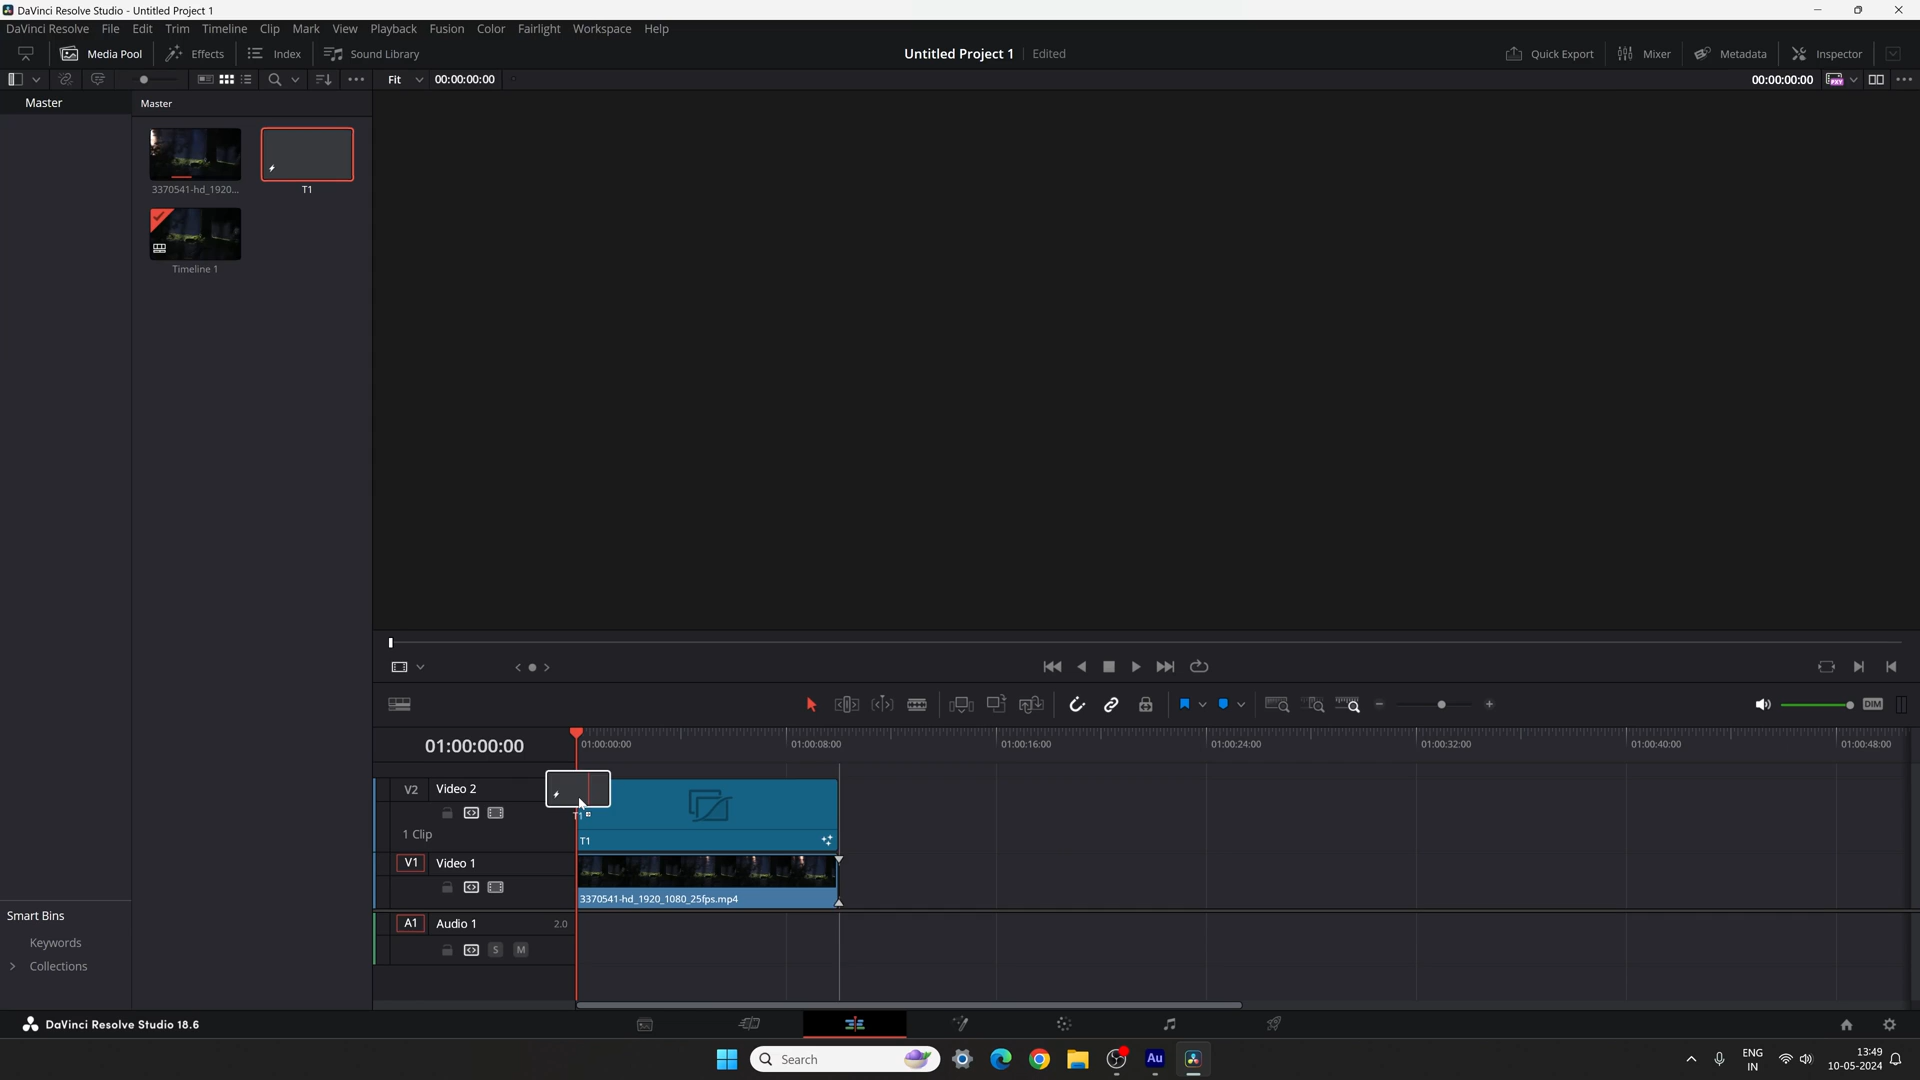 DaVinci Resolve Studio - Untitled Project 1
DaVinci Resolve File Edit Trim Timeline Clip Mark View Playback Fusion Color Fairlight Workspace Help
Media Pool Effects Index Sound Library Untitled Project 1 Edited Quick Export Mixer Metadata Inspector
Fit 00:00:00:00 00:00:00:00 PXY
Master Master
3370541-hd_1920... T1
Timeline 1
DIM
01:00:00:00 01:00:00:00 01:00:08:00 01:00:16:00 01:00:24:00 01:00:32:00 01:00:40:00 01:00:48:00
V2 Video 2
T1
1 Clip T1
V1 Video 1
3370541-hd_1920_1080_25fps.mp4
Smart Bins
A1 Audio 1 2.0
Keywords
S M
Collections
DaVinci Resolve Studio 18.6
Search Au ENG IN 13:49
10-05-2024